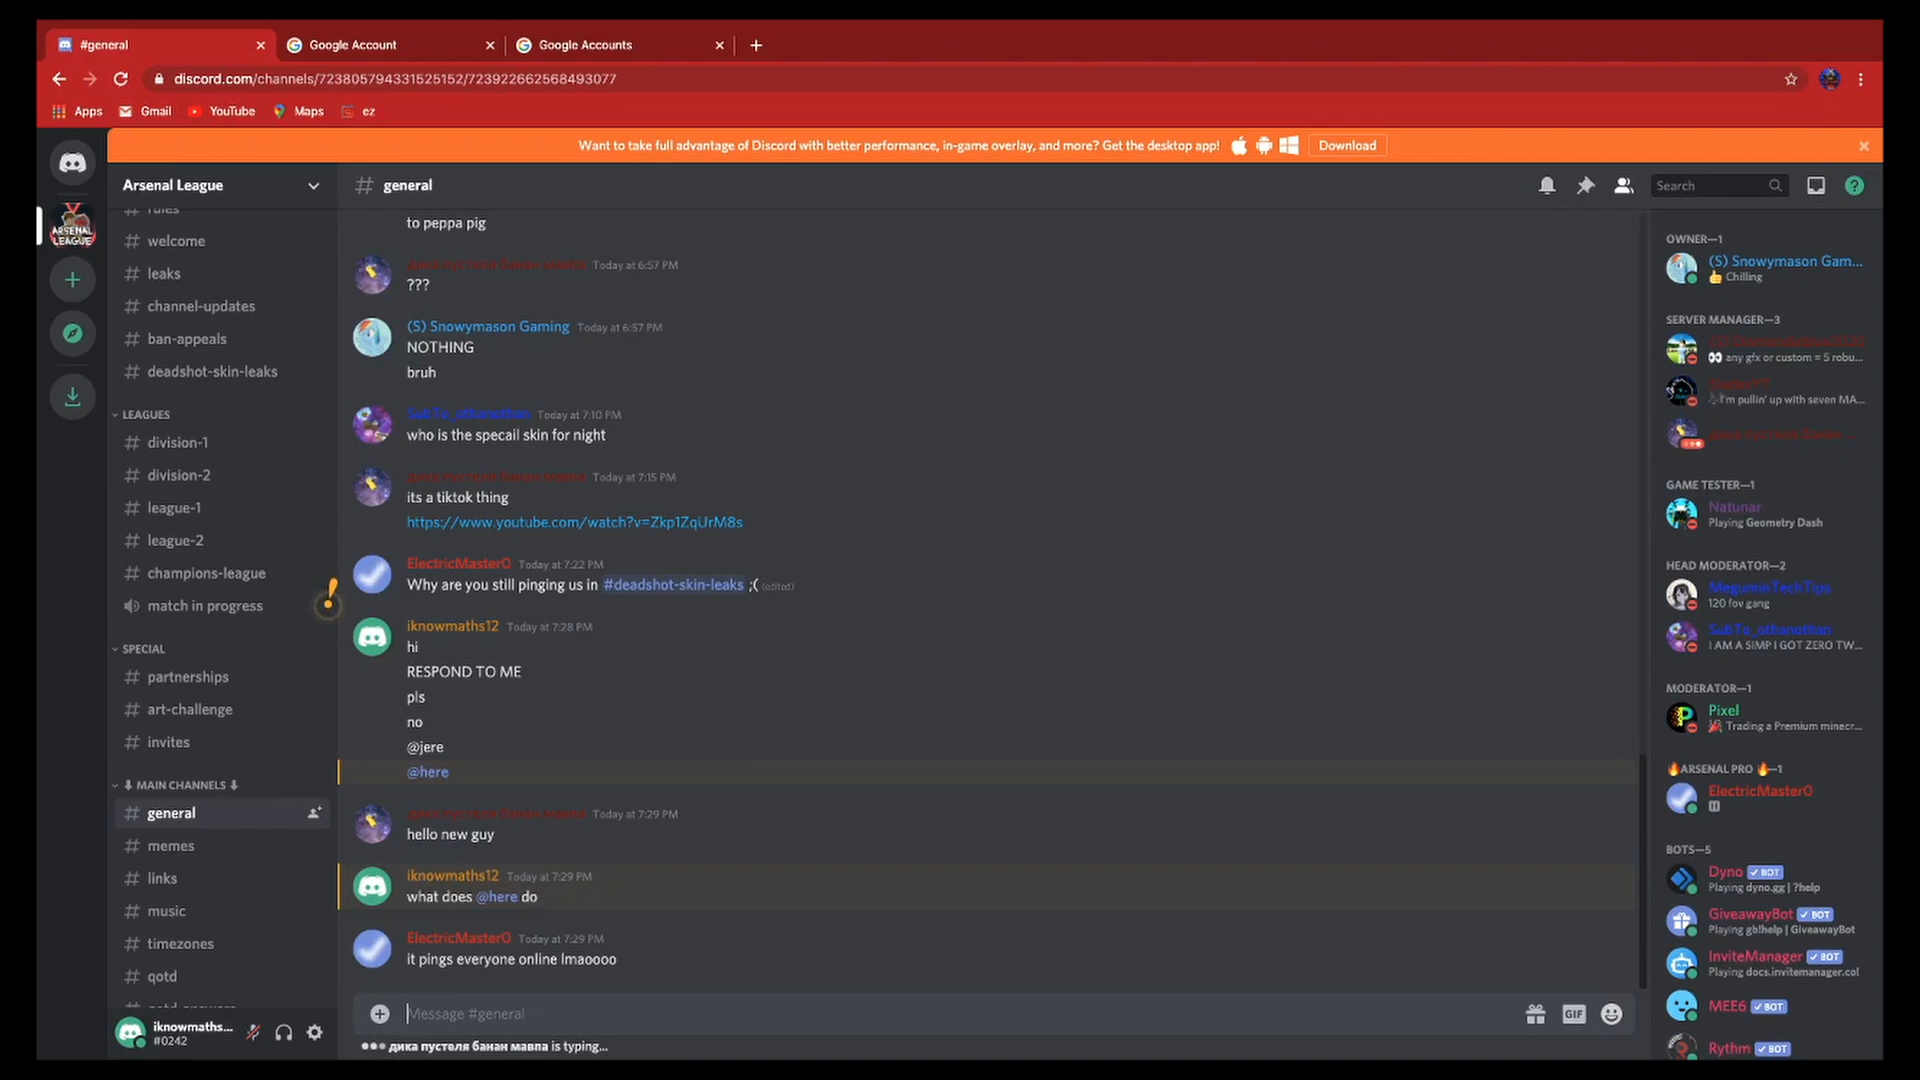 #general
Google Account
Google Accounts
discord.com/channels/723805794331525152/723922662568493077
Apps
Gmail
YouTube
Maps
ez
Want to take full advantage of Discord with better performance, in-game overlay, and more? Get the desktop app!
Download
ARSENAL
LEAGUE
Arsenal League
rules
welcome
leaks
channel-updates
ban-appeals
deadshot-skin-leaks
LEAGUES
division-1
division-2
league-1
league-2
champions-league
match in progress
SPECIAL
partnerships
art-challenge
invites
MAIN CHANNELS
general
memes
links
music
timezones
qotd
iknowmaths...
#0242
general
Search
to peppa pig
Today at 6:57 PM
???
(S) Snowymason Gaming Today at 6:57 PM
NOTHING
bruh
SubTo_othanothan Today at 7:10 PM
who is the specail skin for night
Today at 7:15 PM
its a tiktok thing
https://www.youtube.com/watch?v=Zkp1ZqUrM8s
ElectricMaster0 Today at 7:22 PM
Why are you still pinging us in #deadshot-skin-leaks ;( (edited)
iknowmaths12 Today at 7:28 PM
hi
RESPOND TO ME
pls
no
@jere
@here
Today at 7:29 PM
hello new guy
iknowmaths12 Today at 7:29 PM
what does @here do
ElectricMaster0 Today at 7:29 PM
it pings everyone online lmaoooo
Message #general
GIF
дика пустеля банан мавпа is typing...
OWNER—1
(S) Snowymason Gam...
Chilling
SERVER MANAGER—3
any gfx or custom = 5 robu...
I'm pullin' up with seven MA...
GAME TESTER—1
Natunar
Playing Geometry Dash
HEAD MODERATOR—2
MeguminTechTips
120 fov gang
SubTo_othanothan
I AM A SIMP I GOT ZERO TW...
MODERATOR—1
Pixel
Trading a Premium minecr...
🔥ARSENAL PRO 🔥—1
ElectricMaster0
BOTS—5
Dyno BOT
Playing dyno.gg | ?help
GiveawayBot BOT
Playing gb!help | GiveawayBot
InviteManager BOT
Playing docs.invitemanager.co
MEE6 BOT
Rythm BOT